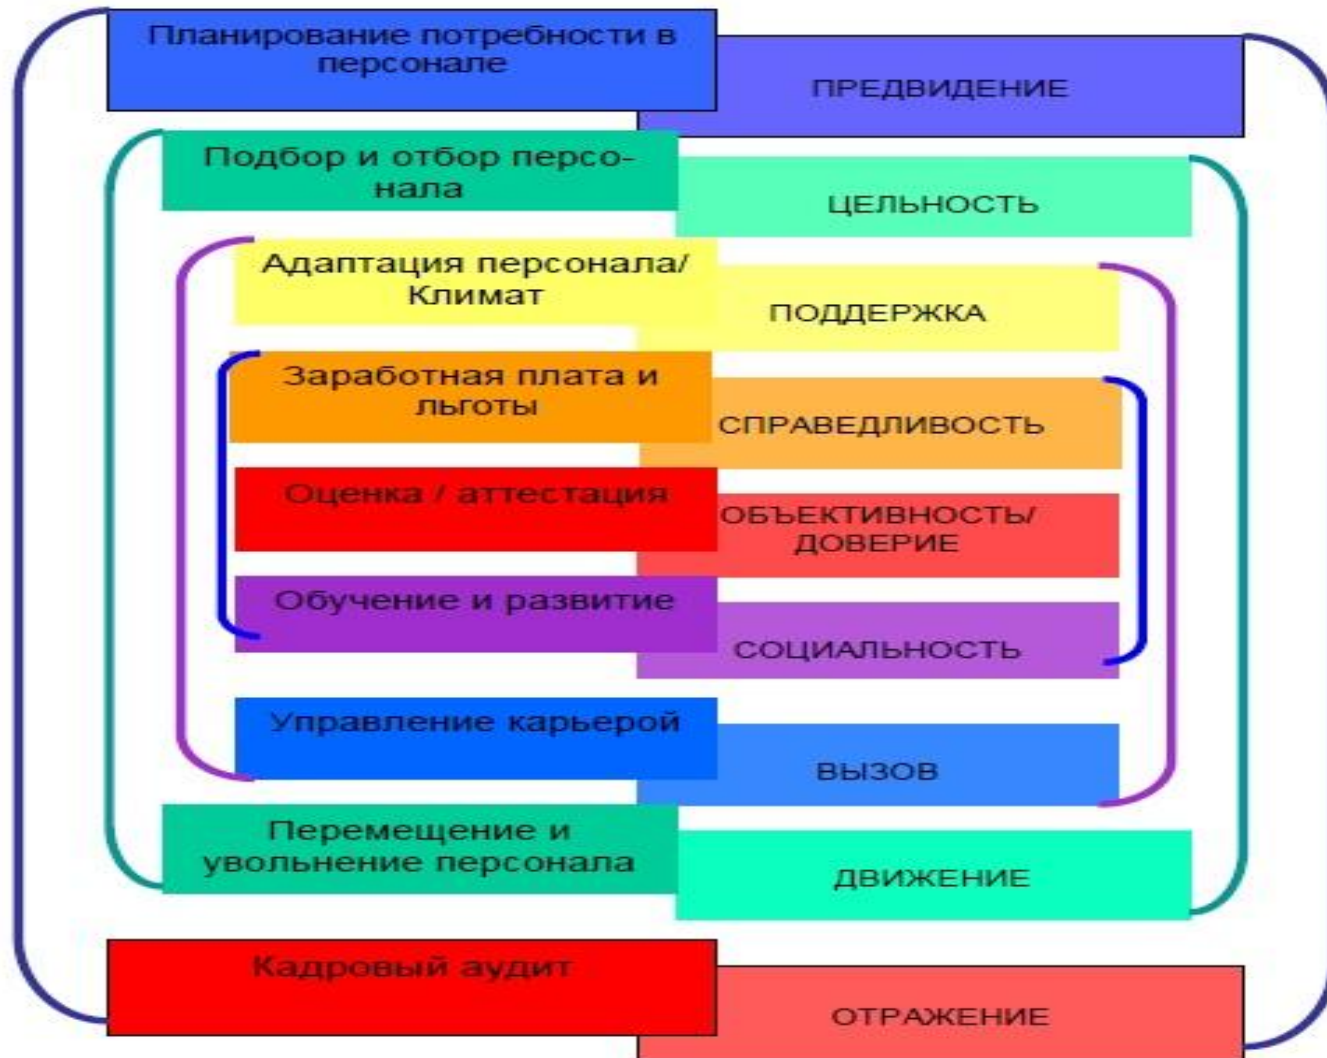 Планирование потребности в
персонале
ПРЕДВИДЕНИЕ
Подбор и отбор персо-
нала
ЦЕЛЬНОСТЬ
Адаптация персонала/
Климат
ПОДДЕРЖКА
Заработная плата и
льготы
СПРАВЕДЛИВОСТЬ
Оценка / аттестация
ОБЪЕКТИВНОСТЬ/
ДОВЕРИЕ
Обучение и развитие
СОЦИАЛЬНОСТЬ
Управление карьерой
ВЫЗОВ
Перемещение и
увольнение персонала
ДВИЖЕНИЕ
Кадровый аудит
ОТРАЖЕНИЕ